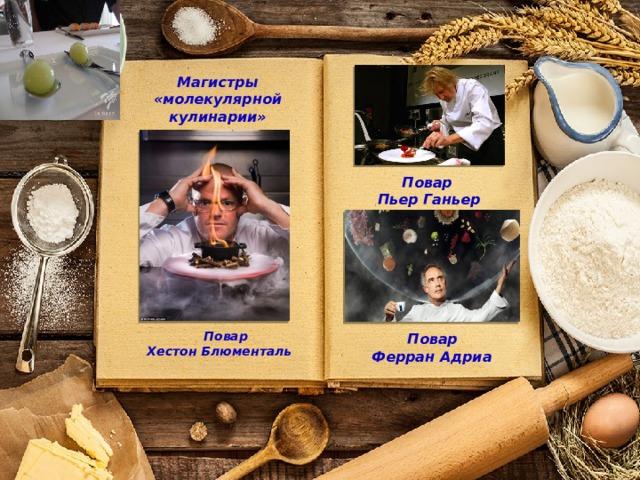 Магистры
«молекулярной
кулинарии»
Повар
Хестон Блюменталь
Повар
Пьер Ганьер
Повар
Ферран Адриа